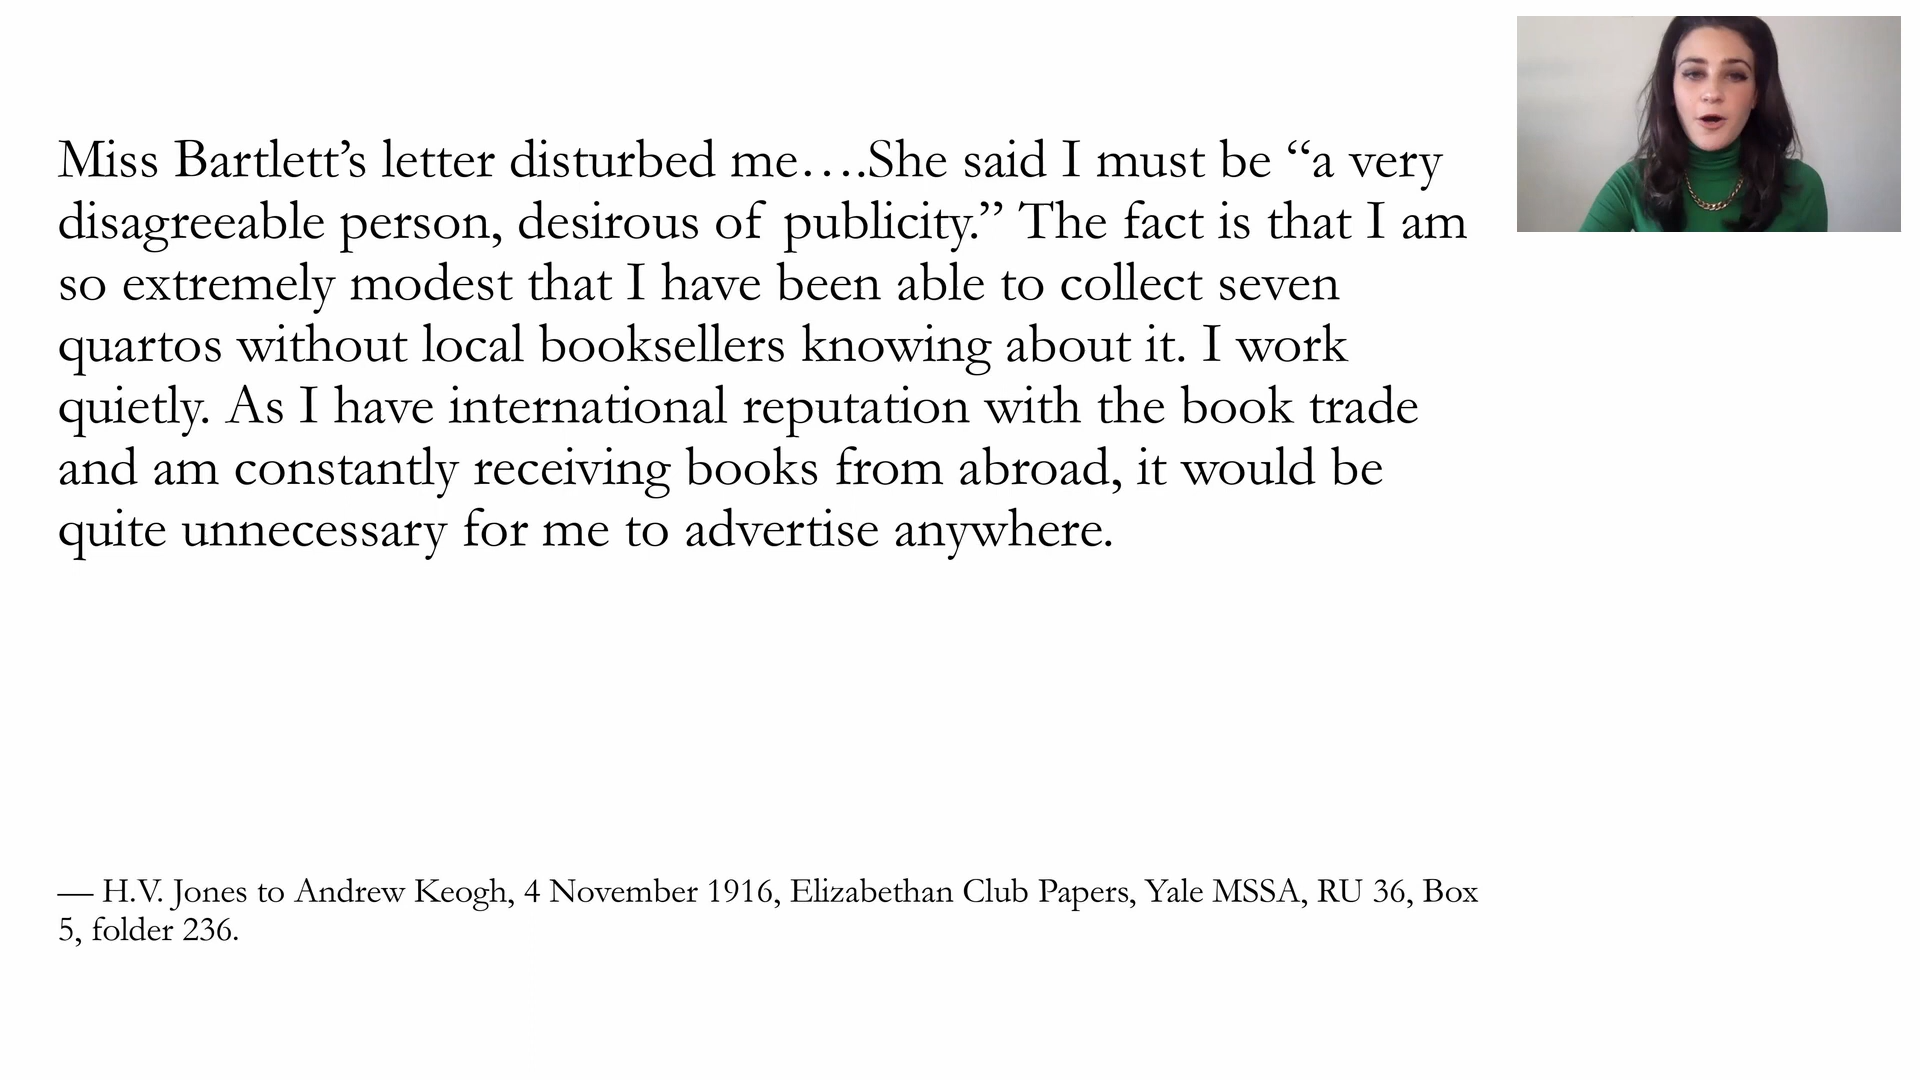 Miss Bartlett’s letter disturbed me….She said I must be “a very
disagreeable person, desirous of publicity.” The fact is that I am
so extremely modest that I have been able to collect seven
quartos without local booksellers knowing about it. I work
quietly. As I have international reputation with the book trade
and am constantly receiving books from abroad, it would be
quite unnecessary for me to advertise anywhere.
— H.V. Jones to Andrew Keogh, 4 November 1916, Elizabethan Club Papers, Yale MSSA, RU 36, Box
5, folder 236.